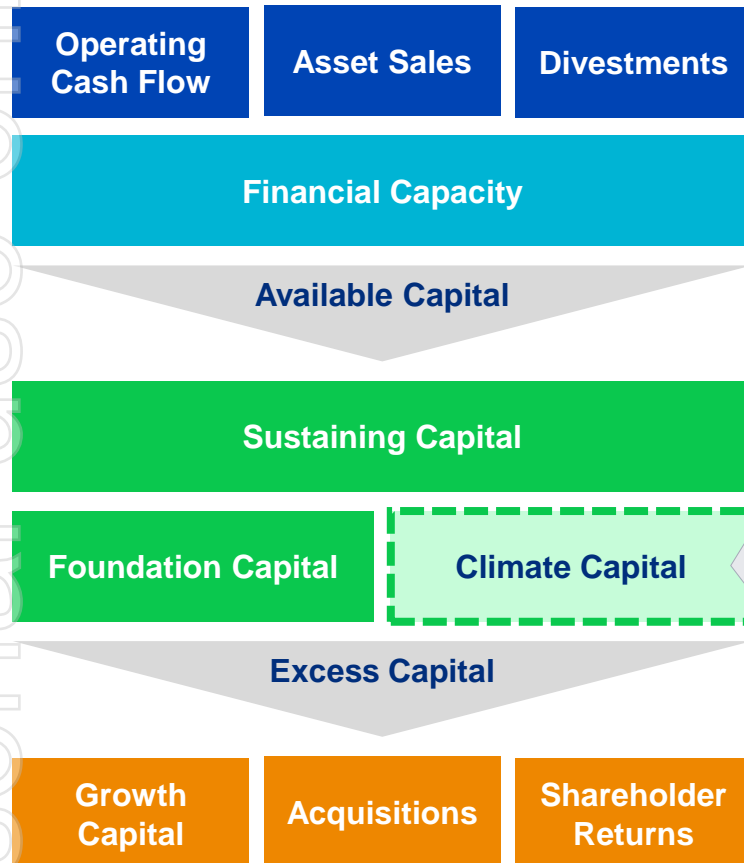 Operating
Cash Flow
Asset Sales
Divestments
Financial Capacity
Available Capital
Sustaining Capital
Foundation Capital
Climate Capital
Excess Capital
Growth
Capital
Acquisitions
Shareholder
Returns